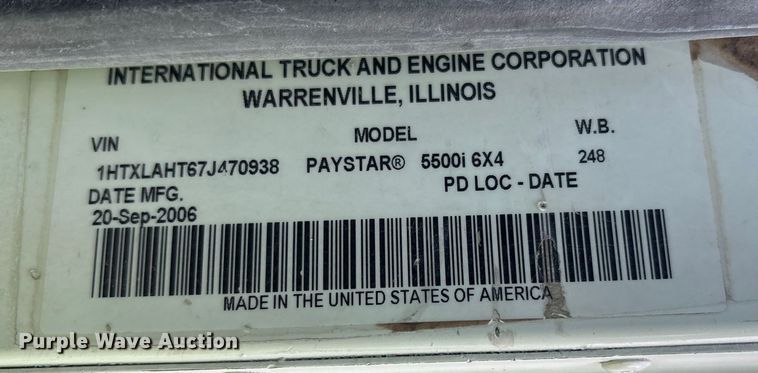 INTERNATIONAL TRUCK AND ENGINE CORPORATION
WARRENVILLE, ILLINOIS
VIN MODEL W.B.
1HTXLAHT67J470938 PAYSTAR® 5500i 6X4 248
DATE MFG. PD LOC - DATE
20-Sep-2006
MADE IN THE UNITED STATES OF AMERICA
Purple Wave Auction